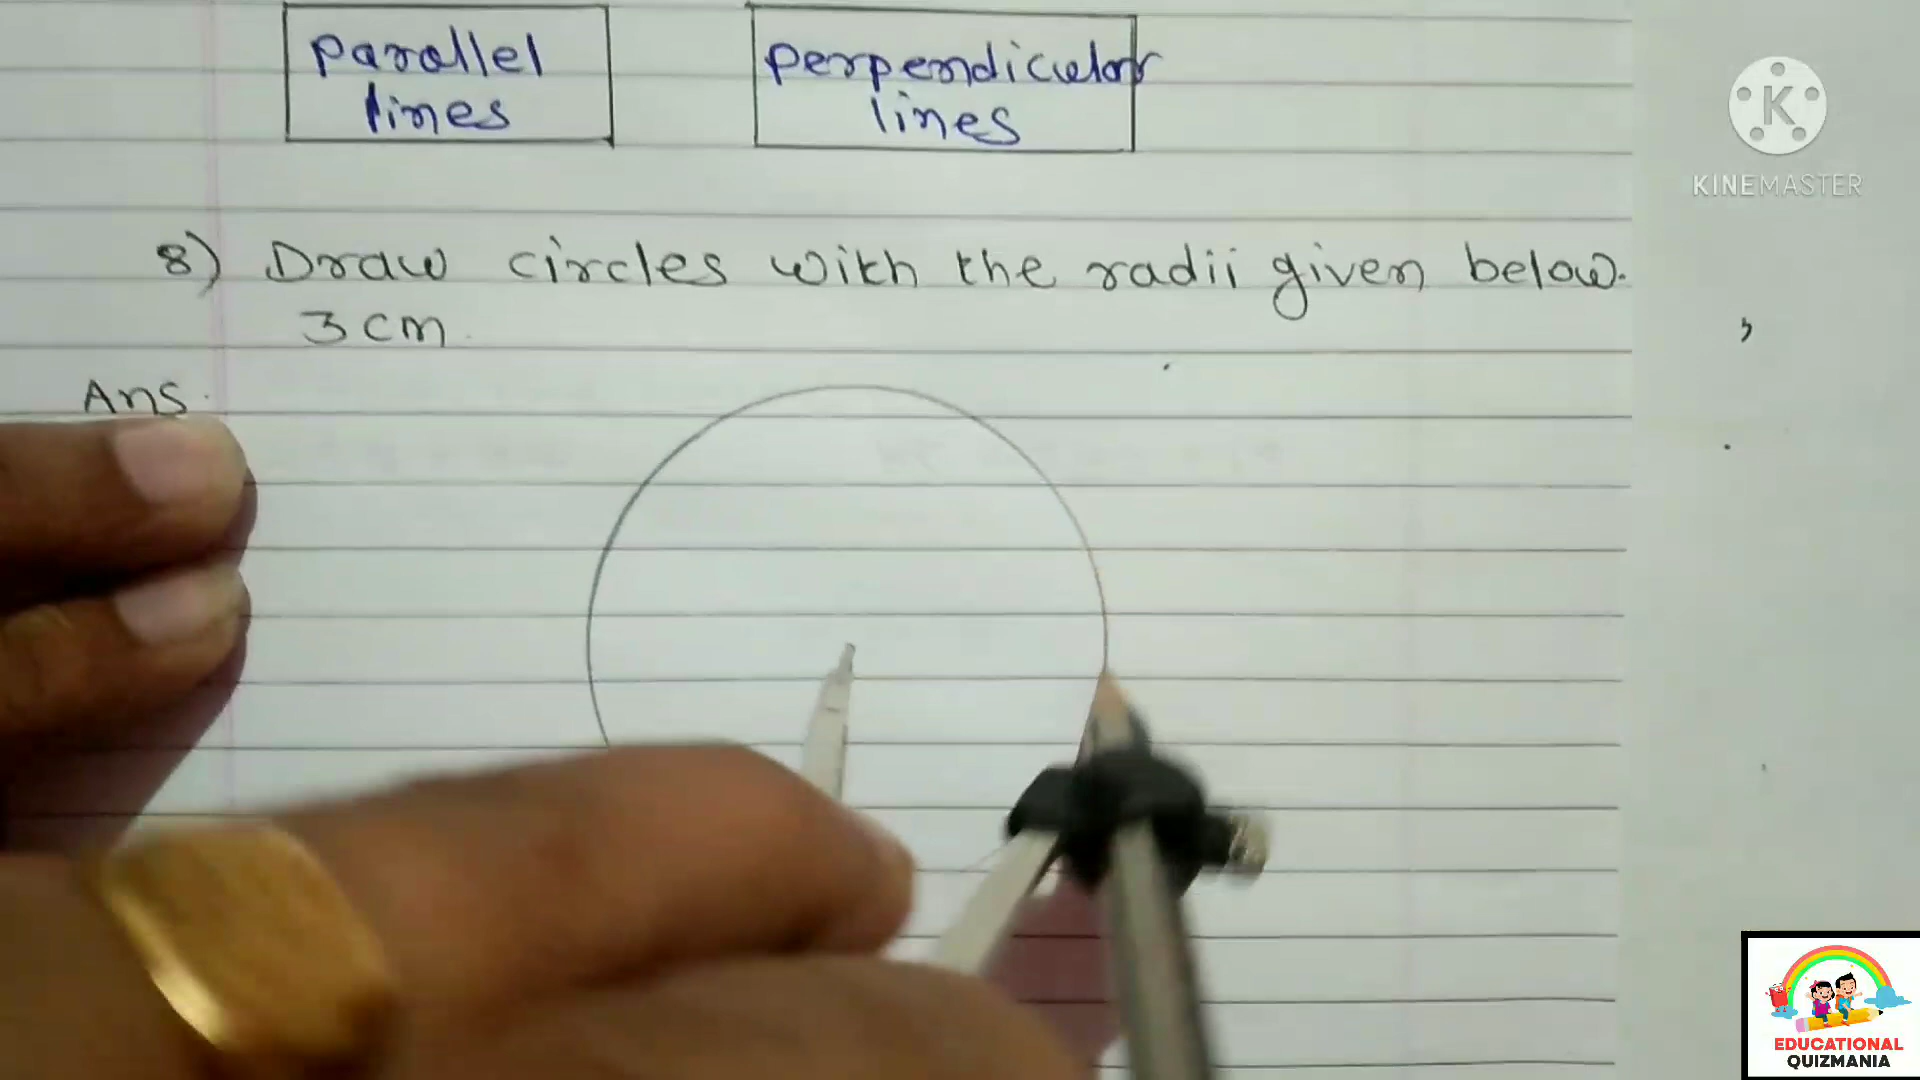 parallel
lines
perpendicular
lines
K
KINEMASTER
8) Draw circles with the radii given below.
3 cm
Ans.
EDUCATIONAL
QUIZMANIA